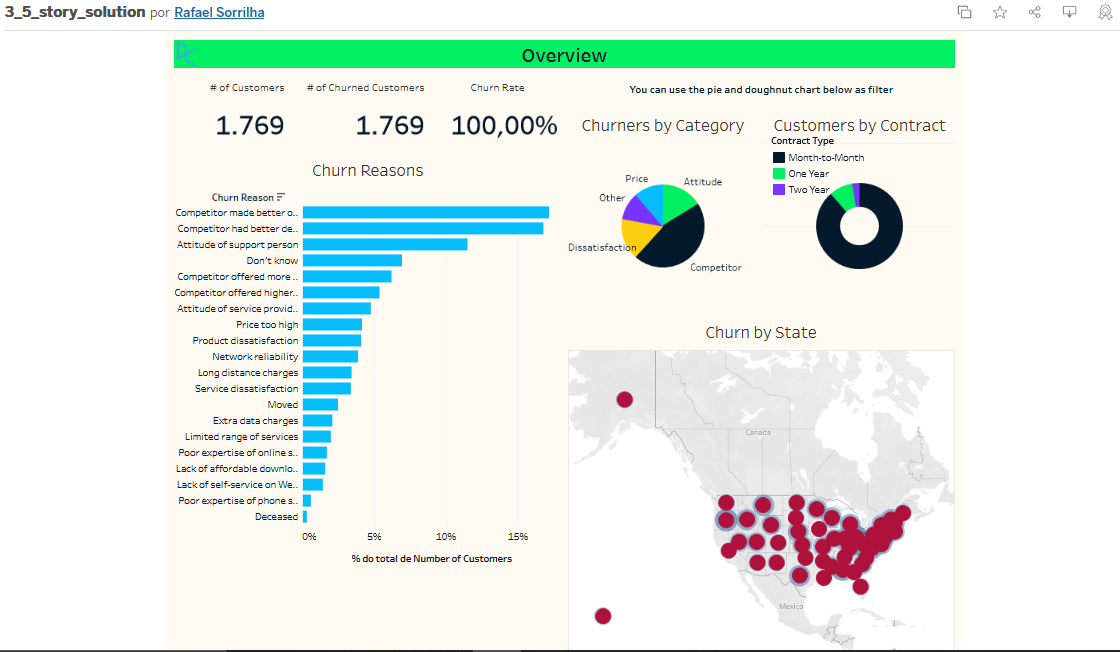 3_5_story_solution por Rafael Sorrilha
Overview
# of Customers
# of Churned Customers
Churn Rate
1.769
1.769
100,00%
You can use the pie and doughnut chart below as filter
Churn Reasons
Churn Reason
Competitor made better o..
Competitor had better de..
Attitude of support person
Don't know
Competitor offered more ..
Competitor offered higher..
Attitude of service provid..
Price too high
Product dissatisfaction
Network reliability
Long distance charges
Service dissatisfaction
Moved
Extra data charges
Limited range of services
Poor expertise of online s..
Lack of affordable downlo..
Lack of self-service on We..
Poor expertise of phone s..
Deceased
0%
5%
10%
15%
% do total de Number of Customers
Churners by Category
Price
Attitude
Other
Dissatisfaction
Competitor
Customers by Contract
Contract Type
Month-to-Month
One Year
Two Year
Churn by State
Canada
Mexico